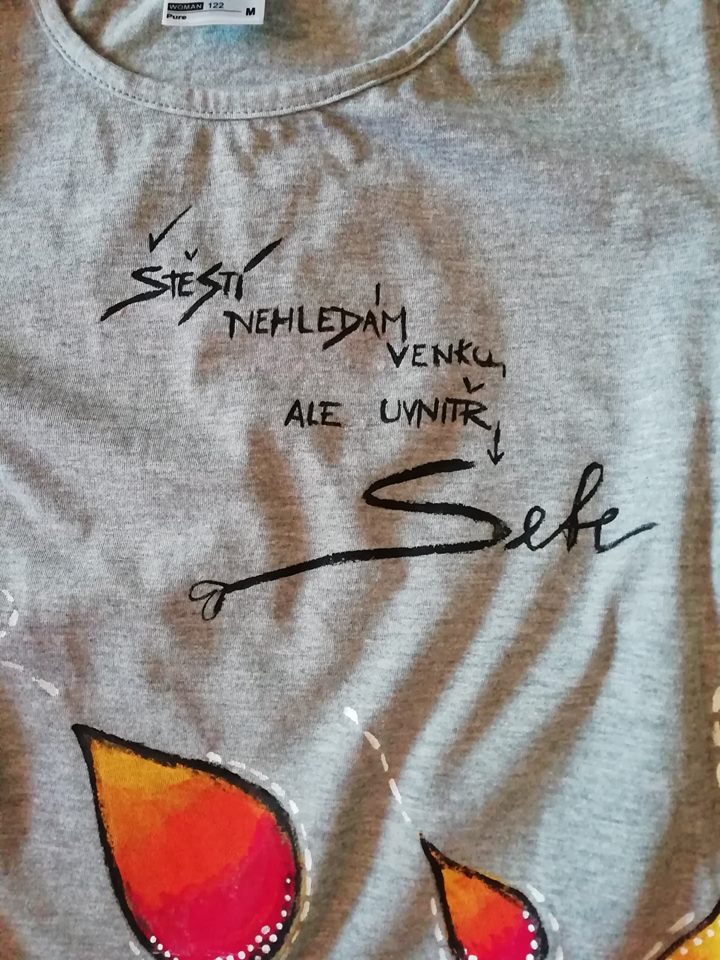 WOMAN 122
Pure M
ŠTĚSTÍ
NEHLEDÁM
VENKU,
ALE UVNITŘ,
Sebe